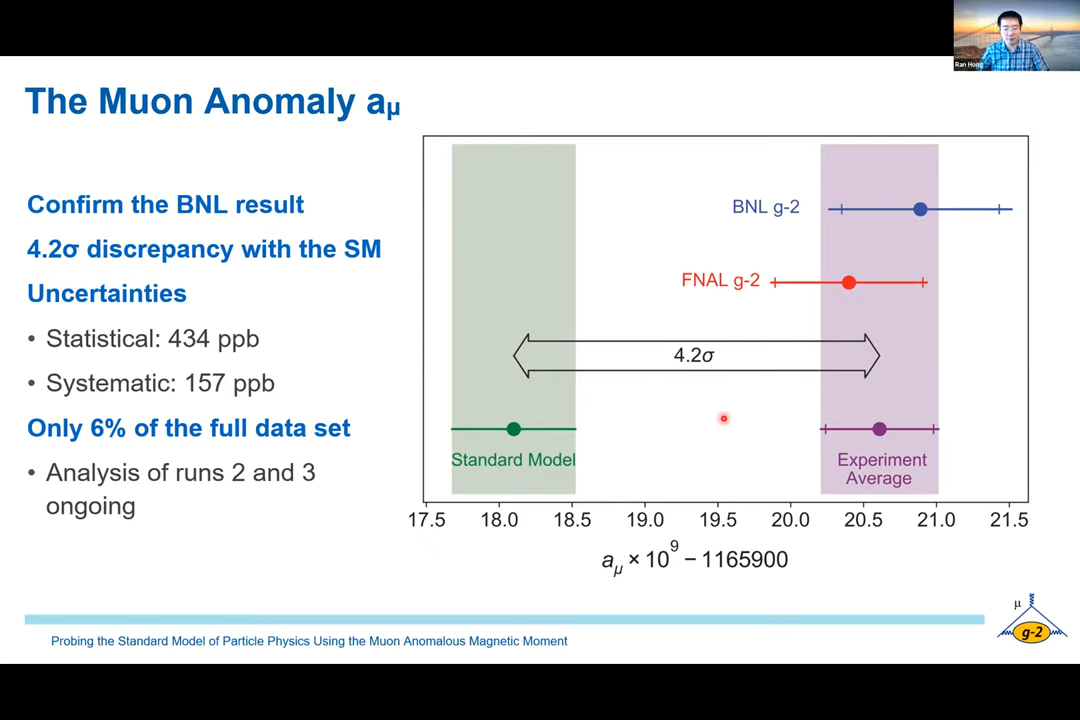 Ran Hong
The Muon Anomaly aμ
Confirm the BNL result
4.2σ discrepancy with the SM
Uncertainties
• Statistical: 434 ppb
• Systematic: 157 ppb
Only 6% of the full data set
• Analysis of runs 2 and 3
ongoing
BNL g-2
FNAL g-2
4.2σ
Standard Model
Experiment
Average
17.5 18.0 18.5 19.0 19.5 20.0 20.5 21.0 21.5
aμ × 10⁹ − 1165900
μ
g-2
Probing the Standard Model of Particle Physics Using the Muon Anomalous Magnetic Moment